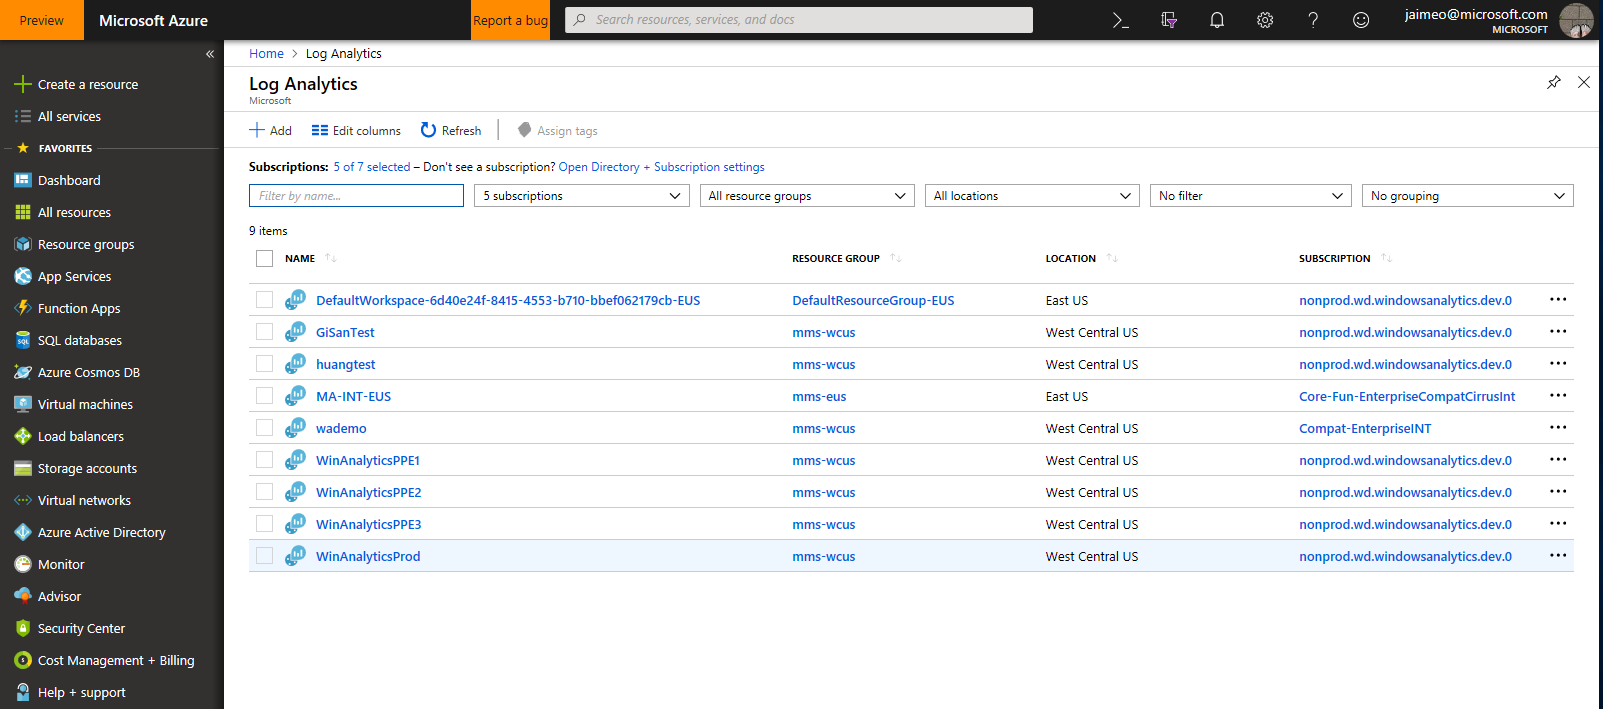 Preview Microsoft Azure Report a bug Search resources, services, and docs jaimeo@microsoft.com
MICROSOFT
«
Create a resource
All services
FAVORITES
Dashboard
All resources
Resource groups
App Services
Function Apps
SQL databases
Azure Cosmos DB
Virtual machines
Load balancers
Storage accounts
Virtual networks
Azure Active Directory
Monitor
Advisor
Security Center
Cost Management + Billing
Help + support
Home > Log Analytics
Log Analytics
Microsoft
Add Edit columns Refresh Assign tags
Subscriptions: 5 of 7 selected – Don't see a subscription? Open Directory + Subscription settings
Filter by name... 5 subscriptions All resource groups All locations No filter No grouping
9 items
NAME RESOURCE GROUP LOCATION SUBSCRIPTION
DefaultWorkspace-6d40e24f-8415-4553-b710-bbef062179cb-EUS DefaultResourceGroup-EUS East US nonprod.wd.windowsanalytics.dev.0
GiSanTest mms-wcus West Central US nonprod.wd.windowsanalytics.dev.0
huangtest mms-wcus West Central US nonprod.wd.windowsanalytics.dev.0
MA-INT-EUS mms-eus East US Core-Fun-EnterpriseCompatCirrusInt
wademo mms-wcus West Central US Compat-EnterpriseINT
WinAnalyticsPPE1 mms-wcus West Central US nonprod.wd.windowsanalytics.dev.0
WinAnalyticsPPE2 mms-wcus West Central US nonprod.wd.windowsanalytics.dev.0
WinAnalyticsPPE3 mms-wcus West Central US nonprod.wd.windowsanalytics.dev.0
WinAnalyticsProd mms-wcus West Central US nonprod.wd.windowsanalytics.dev.0